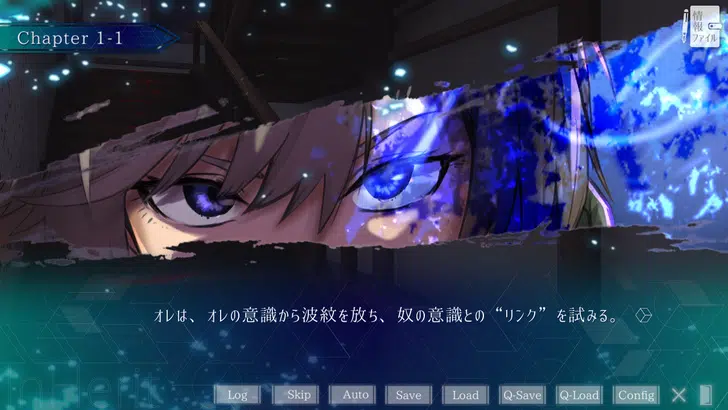 Chapter 1-1
情報
ファイル
オレは、オレの意識から波紋を放ち、奴の意識との“リンク”を試みる。
Log
Skip
Auto
Save
Load
Q-Save
Q-Load
Config